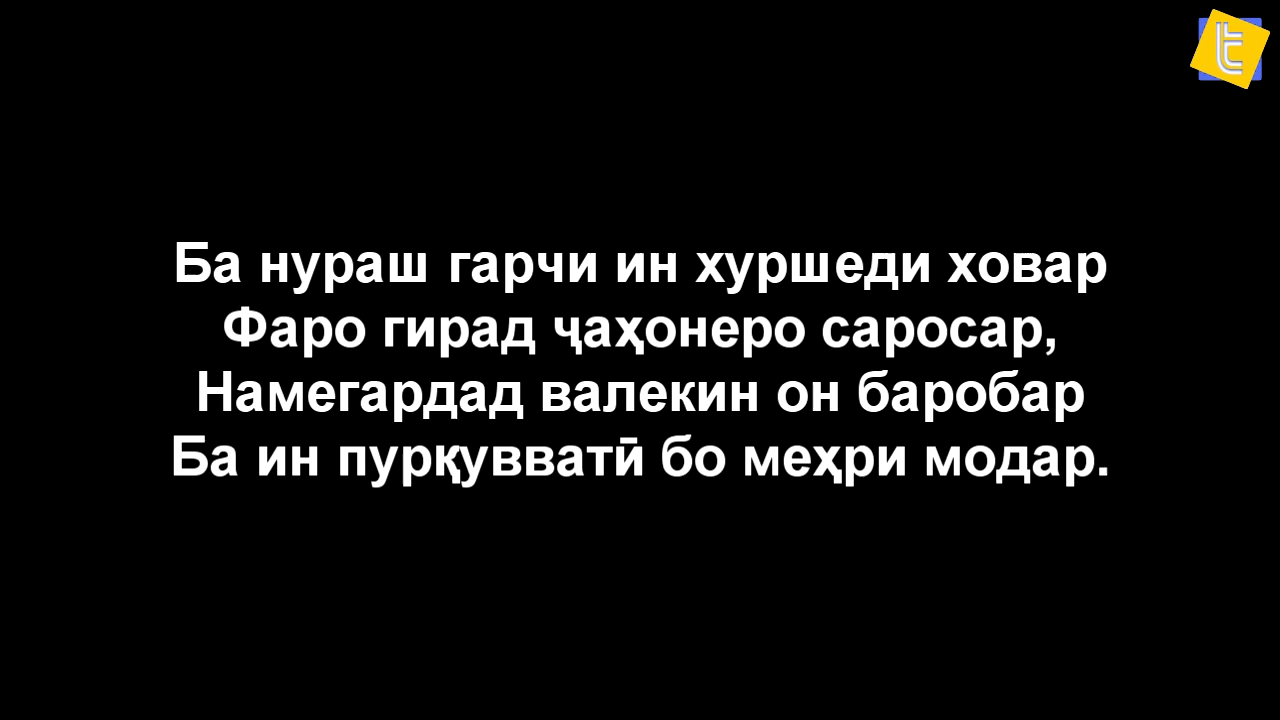 Ба нураш гарчи ин хуршеди ховар
Фаро гирад ҷаҳонеро саросар,
Намегардад валекин он баробар
Ба ин пурқувватӣ бо меҳри модар.